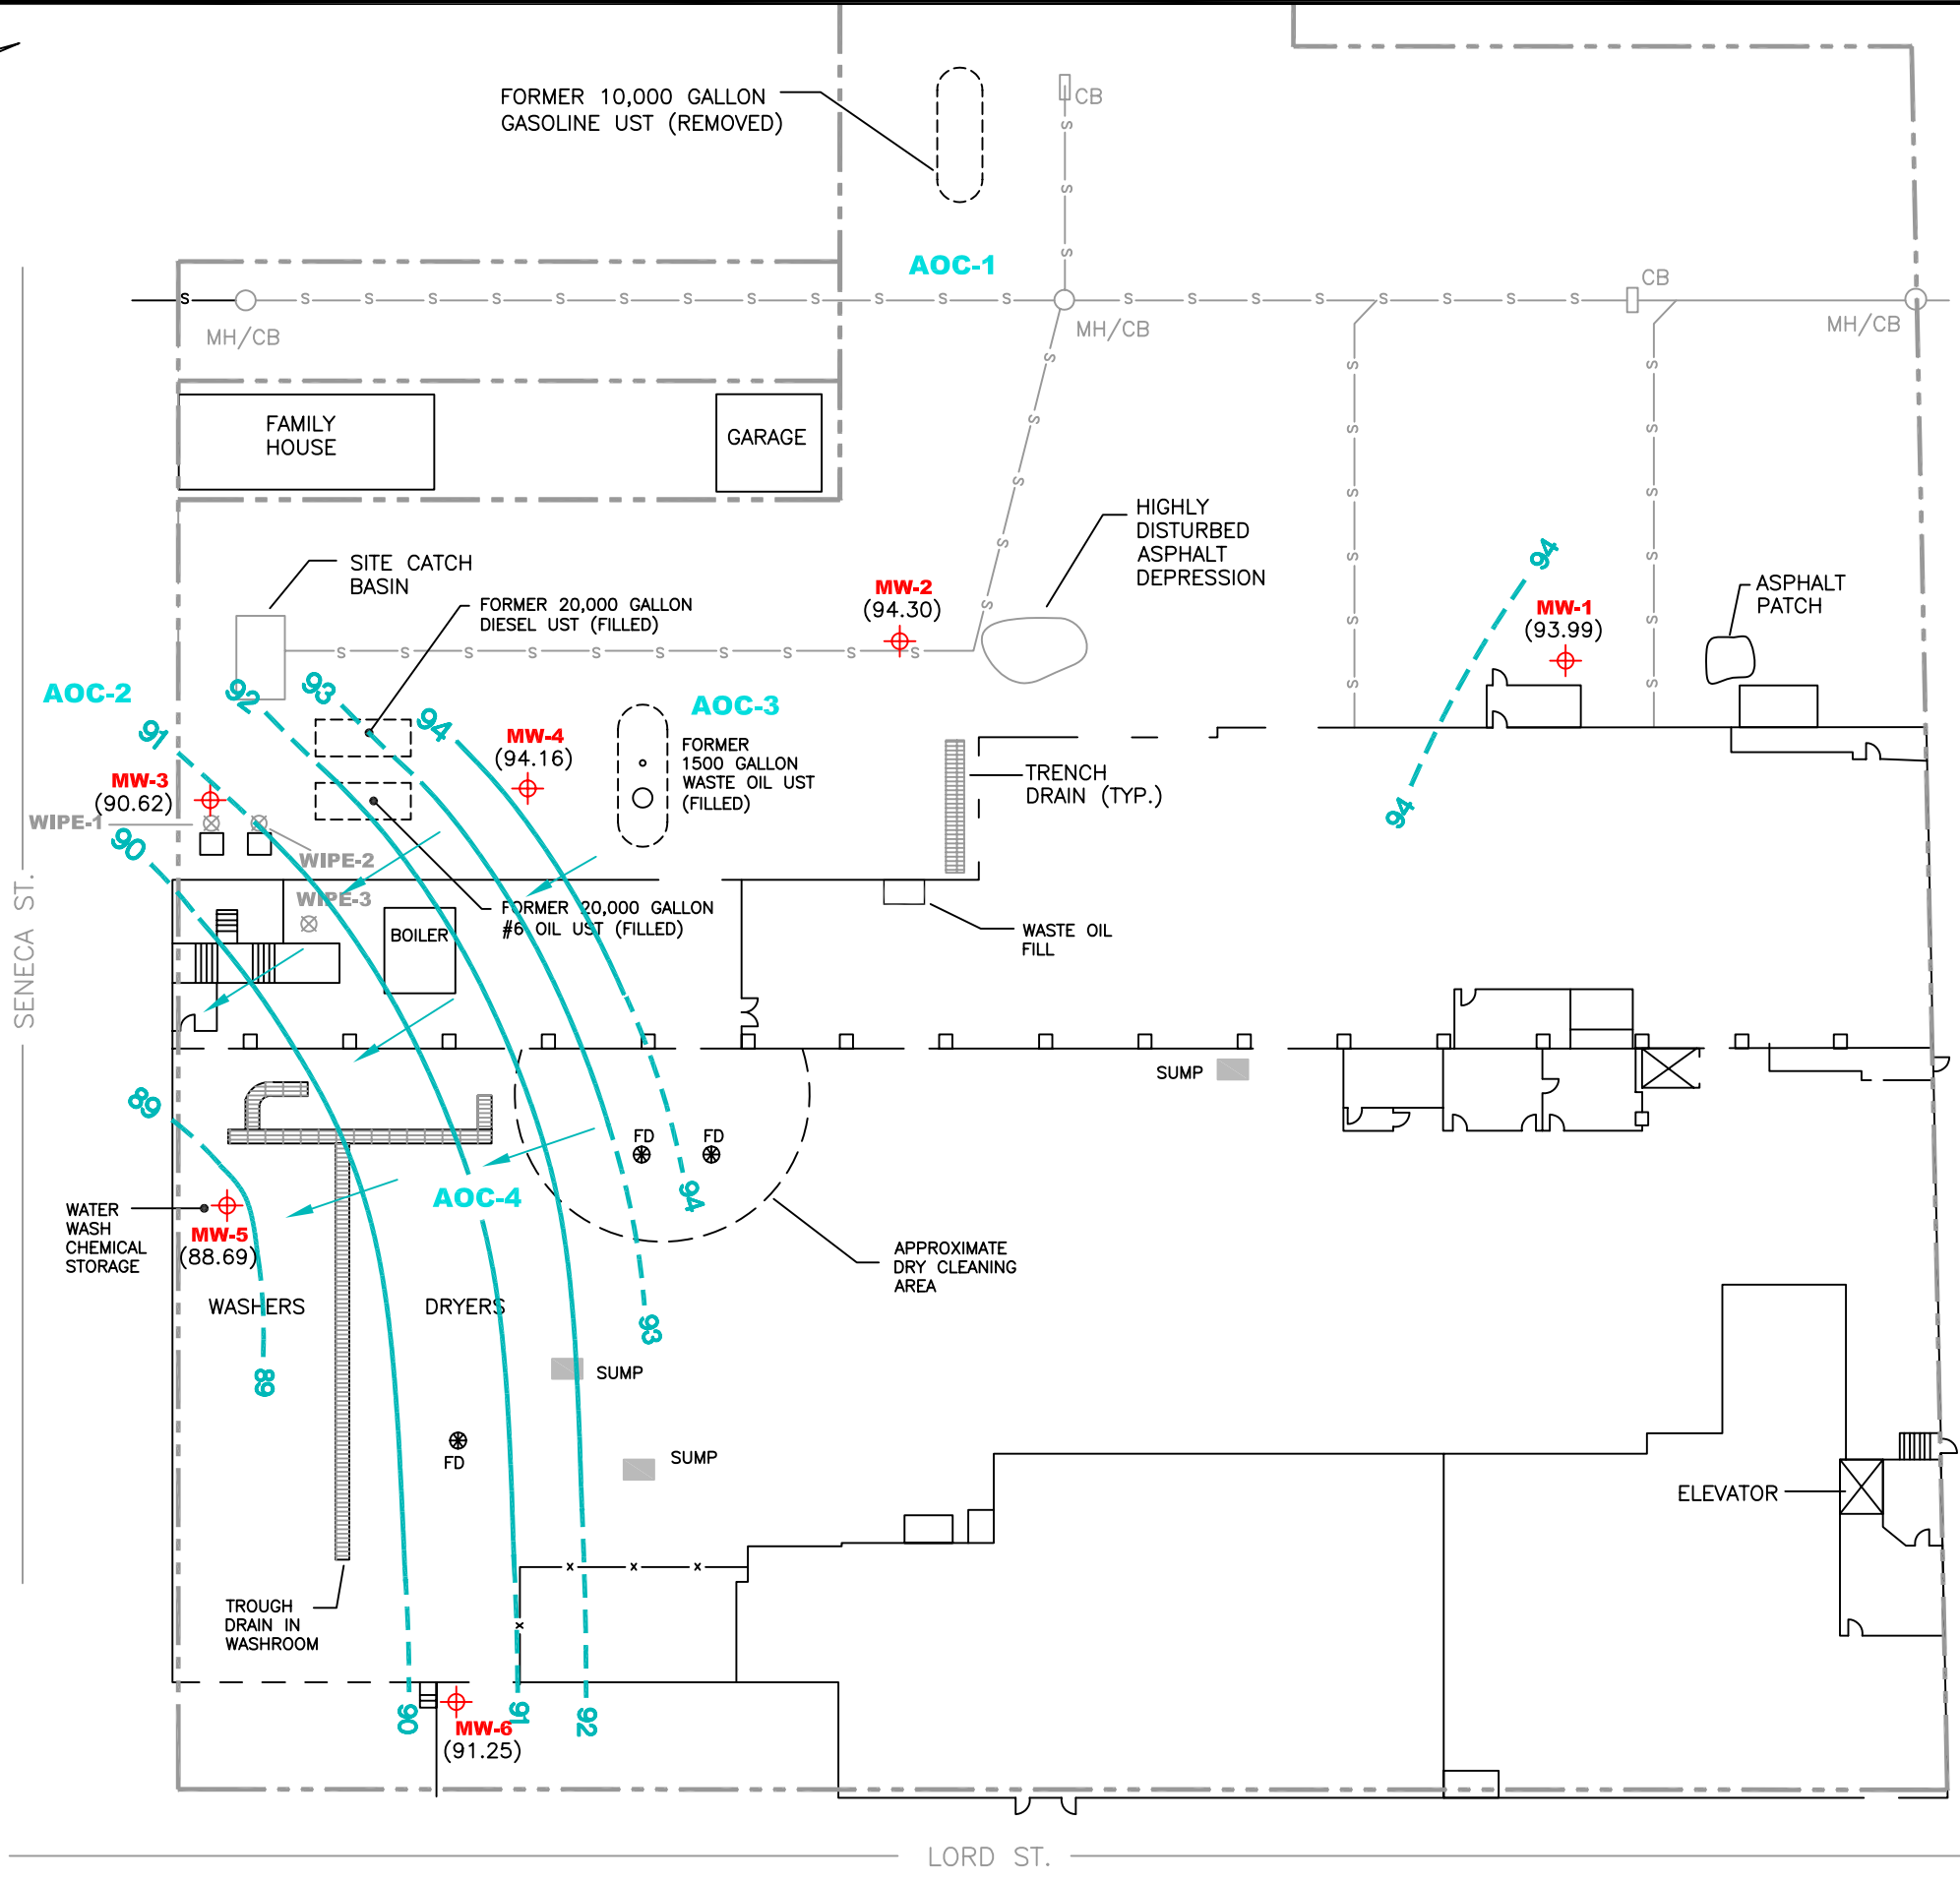 FORMER 10,000 GALLON
GASOLINE UST (REMOVED)
CB
AOC-1
S
MH/CB
MH/CB
CB
MH/CB
FAMILY
HOUSE
GARAGE
HIGHLY
DISTURBED
ASPHALT
DEPRESSION
SITE CATCH
BASIN
FORMER 20,000 GALLON
DIESEL UST (FILLED)
MW-2
(94.30)
94
MW-1
(93.99)
94
ASPHALT
PATCH
AOC-2
91
92
93
94
MW-4
(94.16)
AOC-3
FORMER
1500 GALLON
WASTE OIL UST
(FILLED)
TRENCH
DRAIN (TYP.)
MW-3
(90.62)
WIPE-1
90
WIPE-2
WIPE-3
BOILER
FORMER 20,000 GALLON
#6 OIL UST (FILLED)
WASTE OIL
FILL
SENECA ST.
SUMP
89
FD
FD
AOC-4
94
WATER
WASH
CHEMICAL
STORAGE
MW-5
(88.69)
APPROXIMATE
DRY CLEANING
AREA
WASHERS
DRYERS
93
89
SUMP
FD
SUMP
ELEVATOR
TROUGH
DRAIN IN
WASHROOM
90
91
92
MW-6
(91.25)
LORD ST.